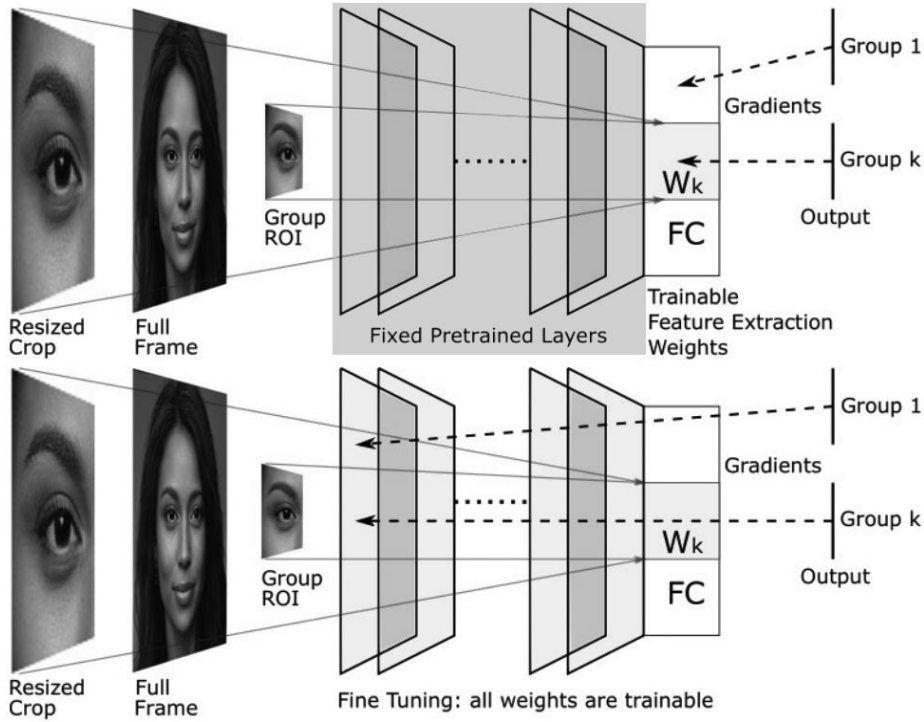 Group 1
Gradients
Group k
Wk
Group
ROI
FC
Output
Resized
Crop
Full
Frame
Fixed Pretrained Layers
Trainable
Feature Extraction
Weights
Group 1
Gradients
Group k
Wk
Group
ROI
FC
Output
Resized
Crop
Full
Frame
Fine Tuning: all weights are trainable